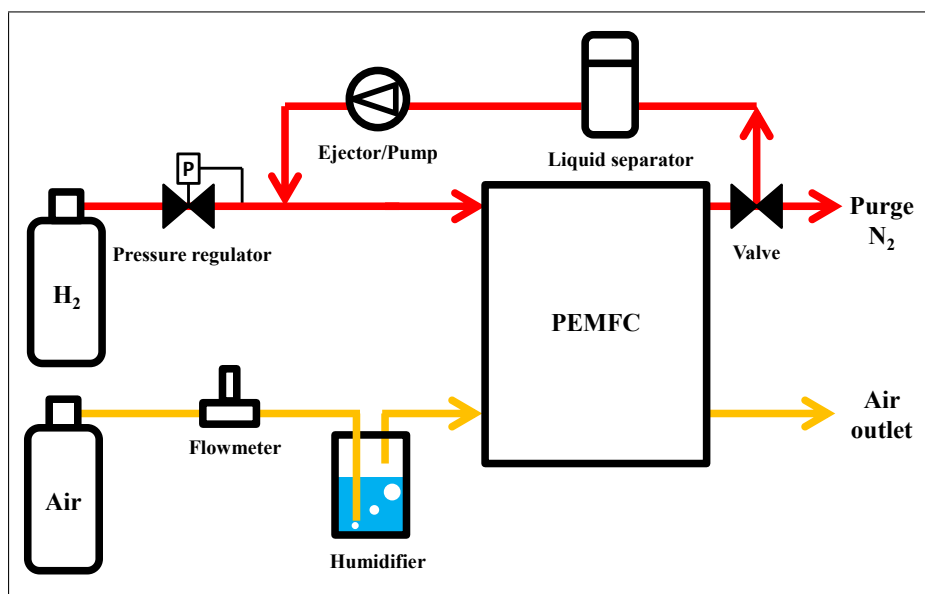 P
Ejector/Pump
Liquid separator
Pressure regulator
Valve
Purge
N₂
H₂
PEMFC
Flowmeter
Air
outlet
Air
Humidifier